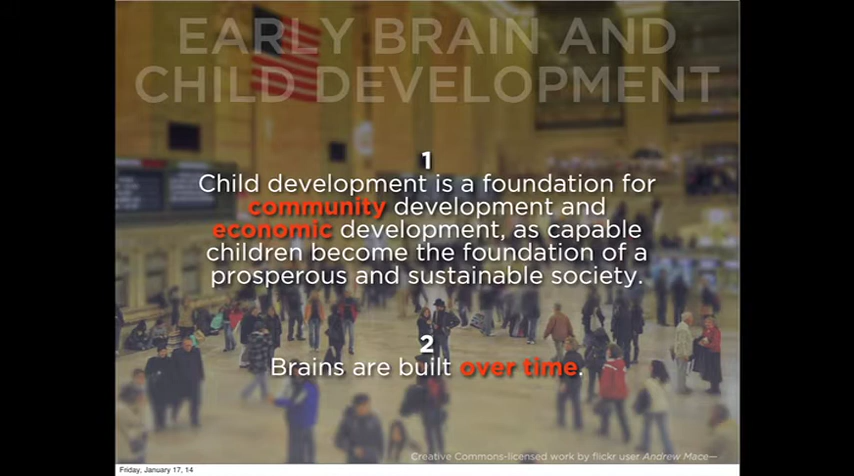 EARLY BRAIN AND
CHILD DEVELOPMENT
1
Child development is a foundation for
community development and
economic development, as capable
children become the foundation of a
prosperous and sustainable society.
2
Brains are built over time.
Creative Commons-licensed work by flickr user Andrew Mace—
Friday, January 17, 14